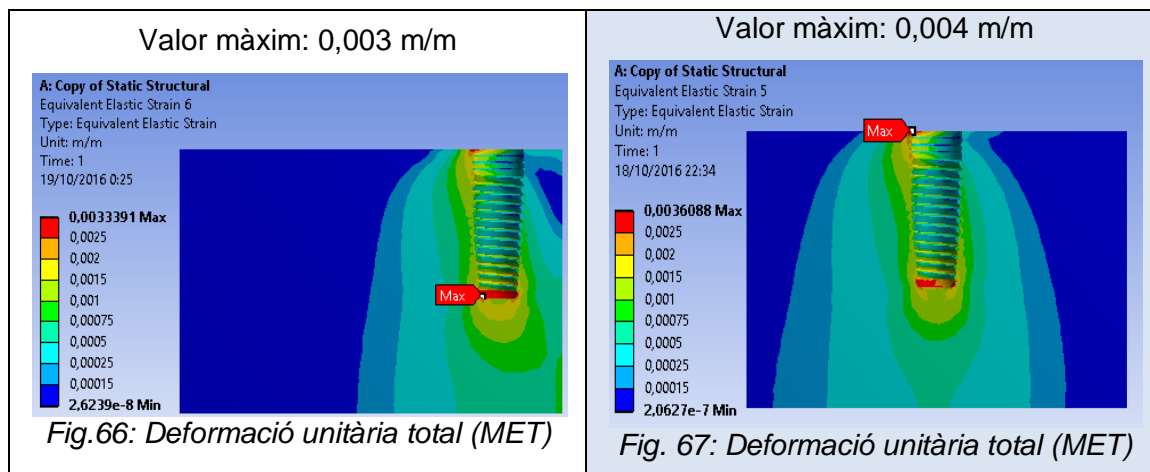 Valor màxim: 0,003 m/m
A: Copy of Static Structural
Equivalent Elastic Strain 6
Type: Equivalent Elastic Strain
Unit: m/m
Time: 1
19/10/2016 0:25
0,0033391 Max
0,0025
0,002
0,0015
0,001
0,00075
0,0005
0,00025
0,00015
2,6239e-8 Min
Max
Fig.66: Deformació unitària total (MET)
Valor màxim: 0,004 m/m
A: Copy of Static Structural
Equivalent Elastic Strain 5
Type: Equivalent Elastic Strain
Unit: m/m
Time: 1
18/10/2016 22:34
0,0036088 Max
0,0025
0,002
0,0015
0,001
0,00075
0,0005
0,00025
0,00015
2,0627e-7 Min
Max
Fig. 67: Deformació unitària total (MET)